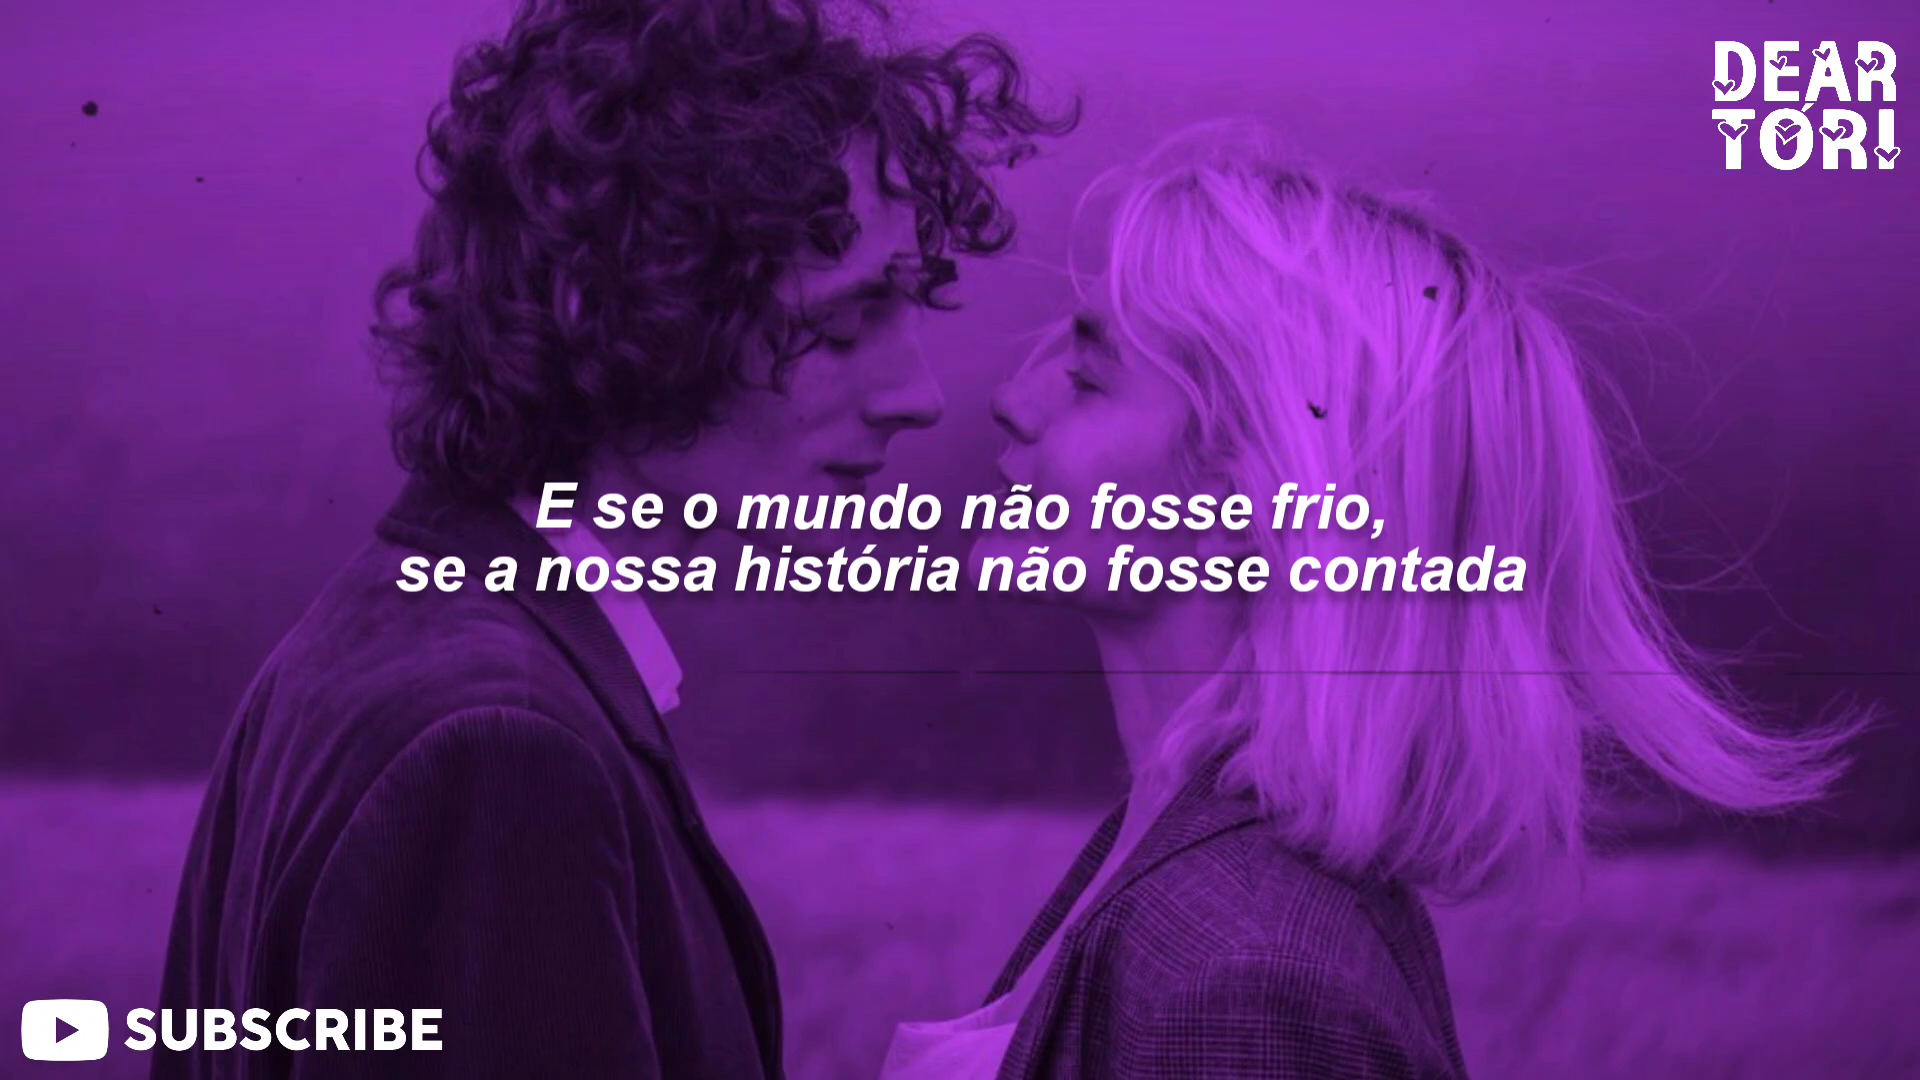 DEAR
TÓRI
E se o mundo não fosse frio,
se a nossa história não fosse contada
SUBSCRIBE